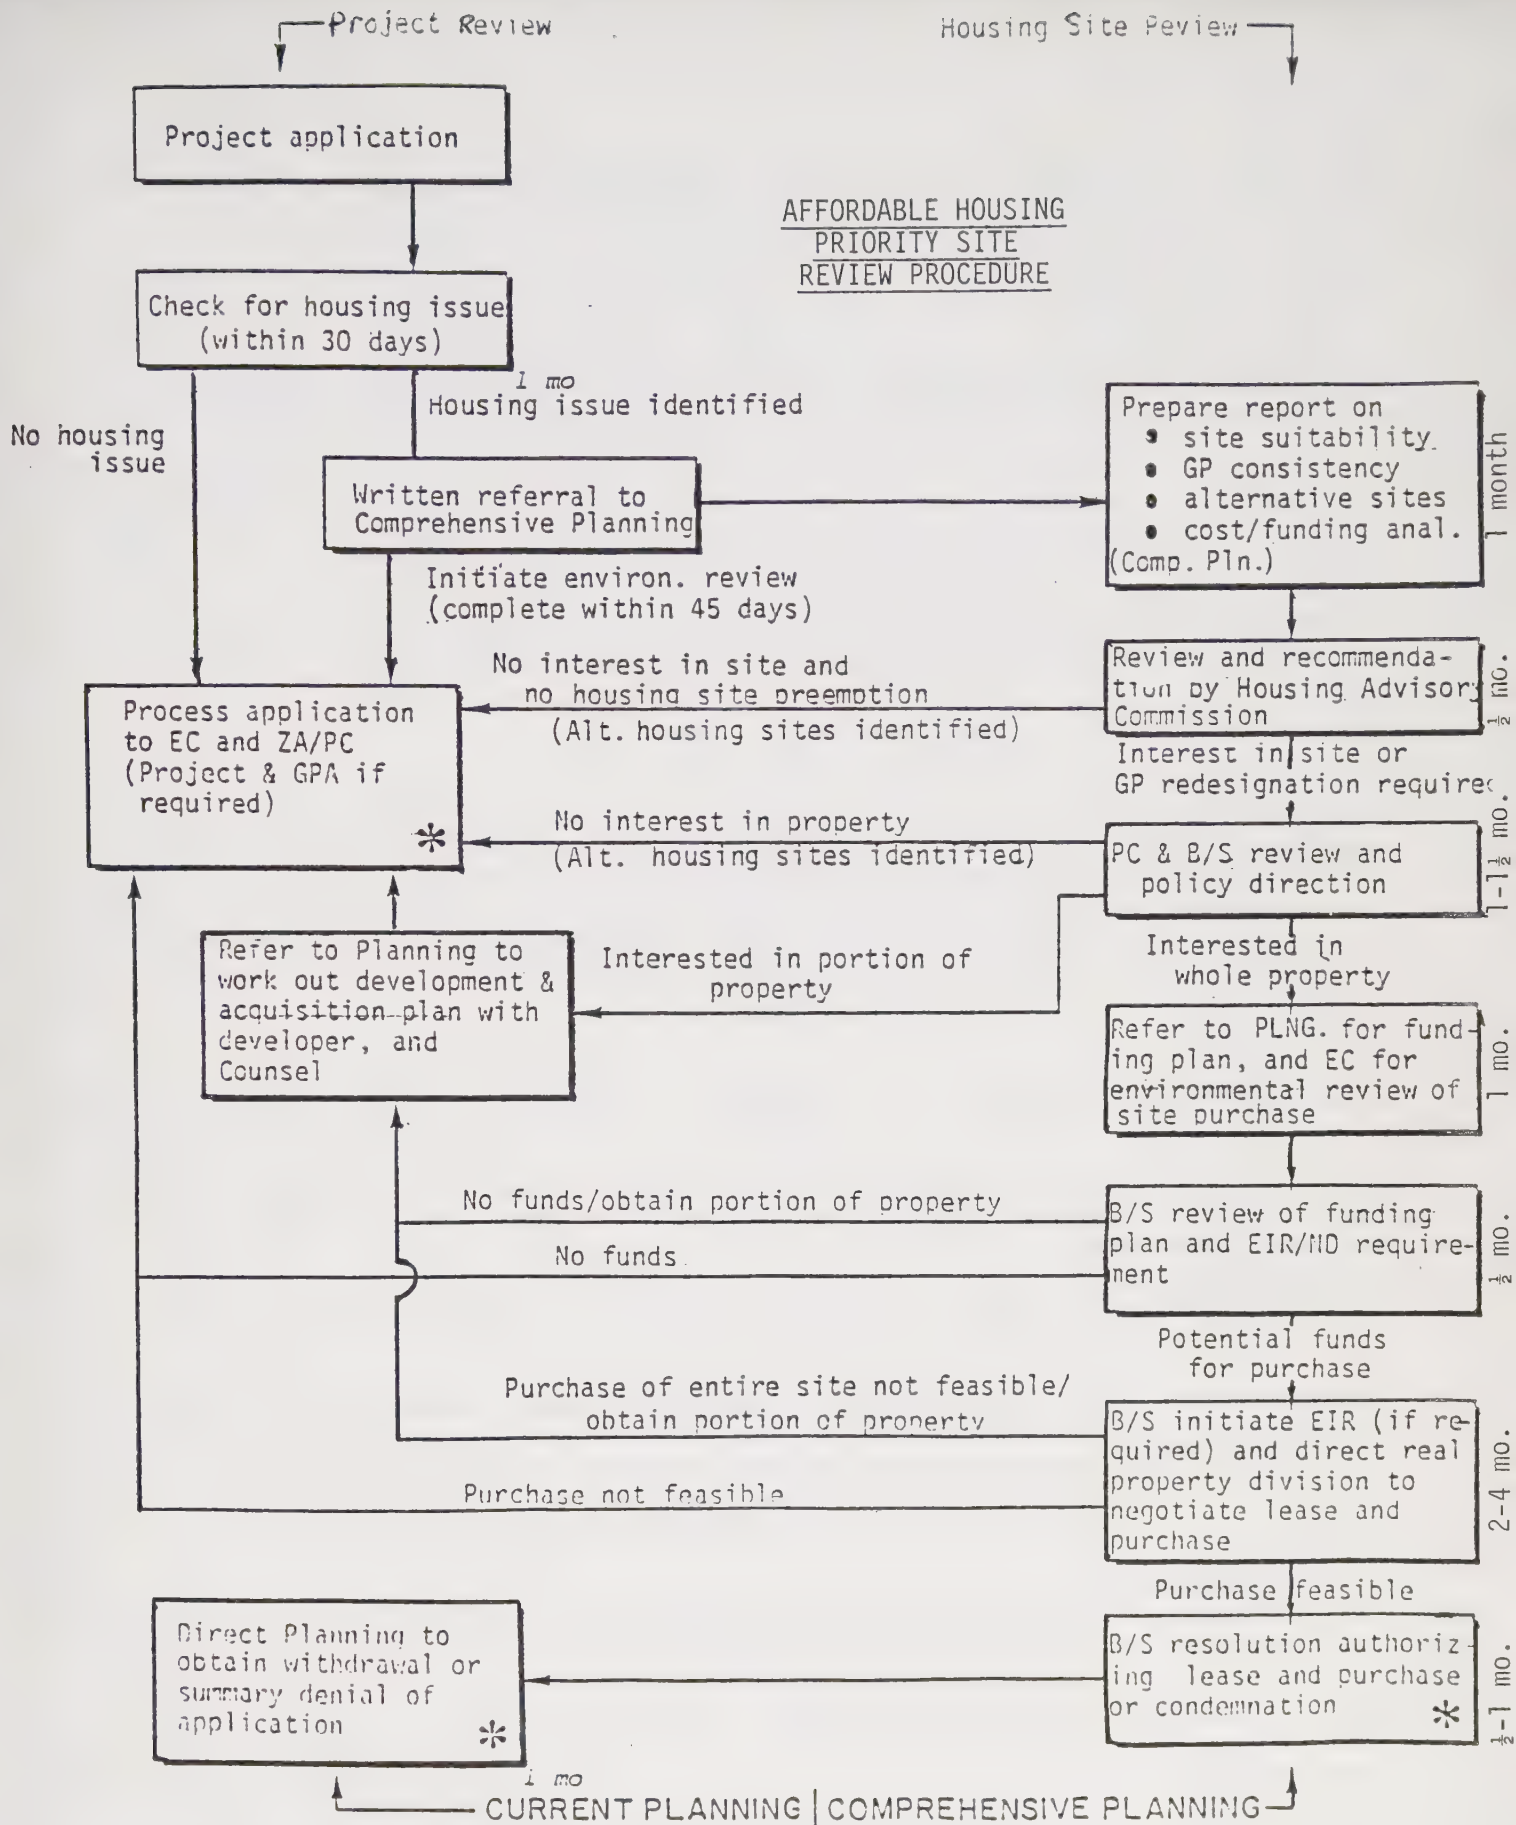 Project Review
Housing Site Review
Project application
AFFORDABLE HOUSING
PRIORITY SITE
REVIEW PROCEDURE
Check for housing issue
(within 30 days)
1 mo
Housing issue identified
No housing
issue
Written referral to
Comprehensive Planning
Prepare report on
• site suitability
• GP consistency
• alternative sites
• cost/funding anal.
(Comp. Pln.)
1 month
Initiate environ. review
(complete within 45 days)
No interest in site and
no housing site preemption
(Alt. housing sites identified)
Review and recommenda-
tion by Housing Advisory
Commission
½ mo.
Process application
to EC and ZA/PC
(Project & GPA if
required)
*
Interest in site or
GP redesignation required
No interest in property
(Alt. housing sites identified)
PC & B/S review and
policy direction
1-1½ mo.
Refer to Planning to
work out development &
acquisition plan with
developer, and
Counsel
Interested in portion of
property
Interested in
whole property
Refer to PLNG. for fund-
ing plan, and EC for
environmental review of
site purchase
1 mo.
No funds/obtain portion of property
No funds
B/S review of funding
plan and EIR/ND require-
ment
½ mo.
Potential funds
for purchase
Purchase of entire site not feasible/
obtain portion of property
Purchase not feasible
B/S initiate EIR (if re-
quired) and direct real
property division to
negotiate lease and
purchase
2-4 mo.
Purchase feasible
Direct Planning to
obtain withdrawal or
summary denial of
application
*
B/S resolution authoriz-
ing lease and purchase
or condemnation
*
½-1 mo.
1 mo
CURRENT PLANNING | COMPREHENSIVE PLANNING